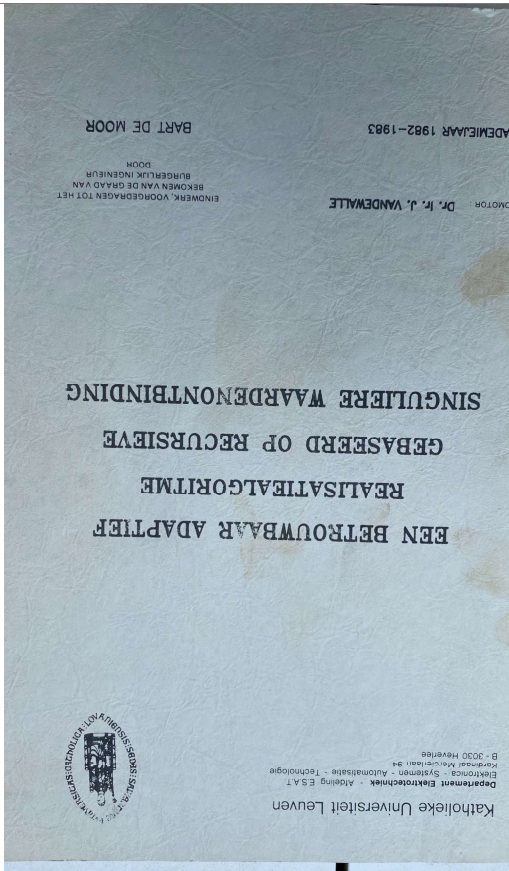 Katholieke Universiteit Leuven
Departement Elektrotechniek - Afdeling E.S.A.T.
Elektronica - Systemen - Automatisatie - Technologie
Kardinaal Mercierlaan 94
B - 3030 Heverlee
EEN BETROUWBAAR ADAPTIEF
REALISATIEALGORITME
GEBASEERD OP RECURSIEVE
SINGULIERE WAARDENONTBINDING
OMOTOR Dr. Ir. J. VANDEWALLE
EINDWERK, VOORGEDRAGEN TOT HET
BEKOMEN VAN DE GRAAD VAN
BURGERLIJK INGENIEUR
DOOR
ADEMIEJAAR 1982-1983
BART DE MOOR